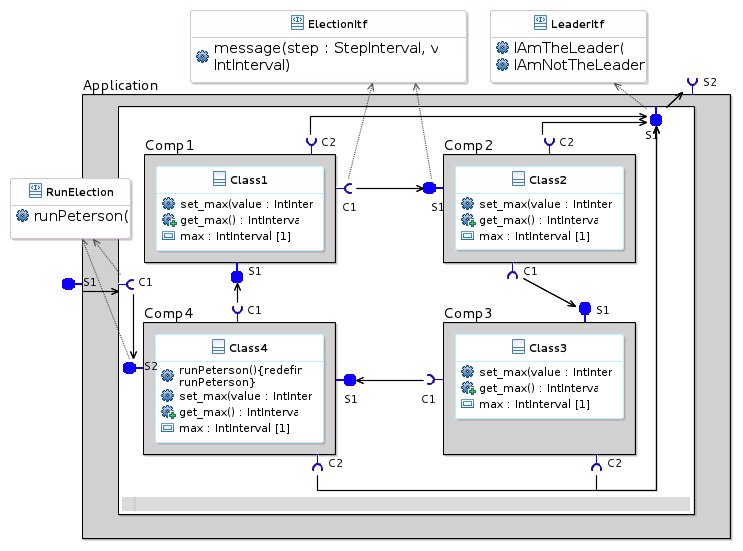 ElectionItf
message(step : StepInterval, v
IntInterval)
LeaderItf
IAmTheLeader(
IAmNotTheLeader
S2
Application
S1
Comp1
C2
Class1
set_max(value : IntInter
get_max() : IntInterva
max : IntInterval [1]
C1
S1
Comp2
C2
Class2
set_max(value : IntInter
get_max() : IntInterva
max : IntInterval [1]
RunElection
runPeterson(
S1
C1
S1
C1
C1
S1
Comp4
Class4
runPeterson(){redefir
runPeterson}
set_max(value : IntInter
get_max() : IntInterva
max : IntInterval [1]
S2
S1
C1
Comp3
Class3
set_max(value : IntInter
get_max() : IntInterva
max : IntInterval [1]
C2
C2